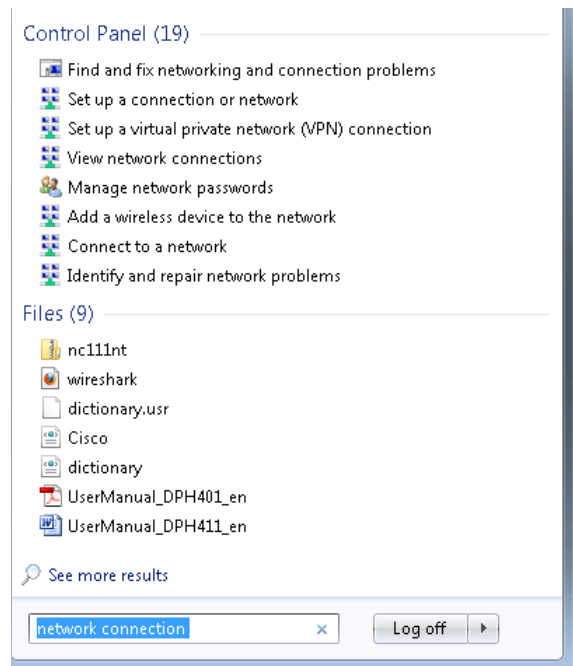 Control Panel (19)
Find and fix networking and connection problems
Set up a connection or network
Set up a virtual private network (VPN) connection
View network connections
Manage network passwords
Add a wireless device to the network
Connect to a network
Identify and repair network problems
Files (9)
nc111nt
wireshark
dictionary.usr
Cisco
dictionary
UserManual_DPH401_en
UserManual_DPH411_en
See more results
network connection
Log off